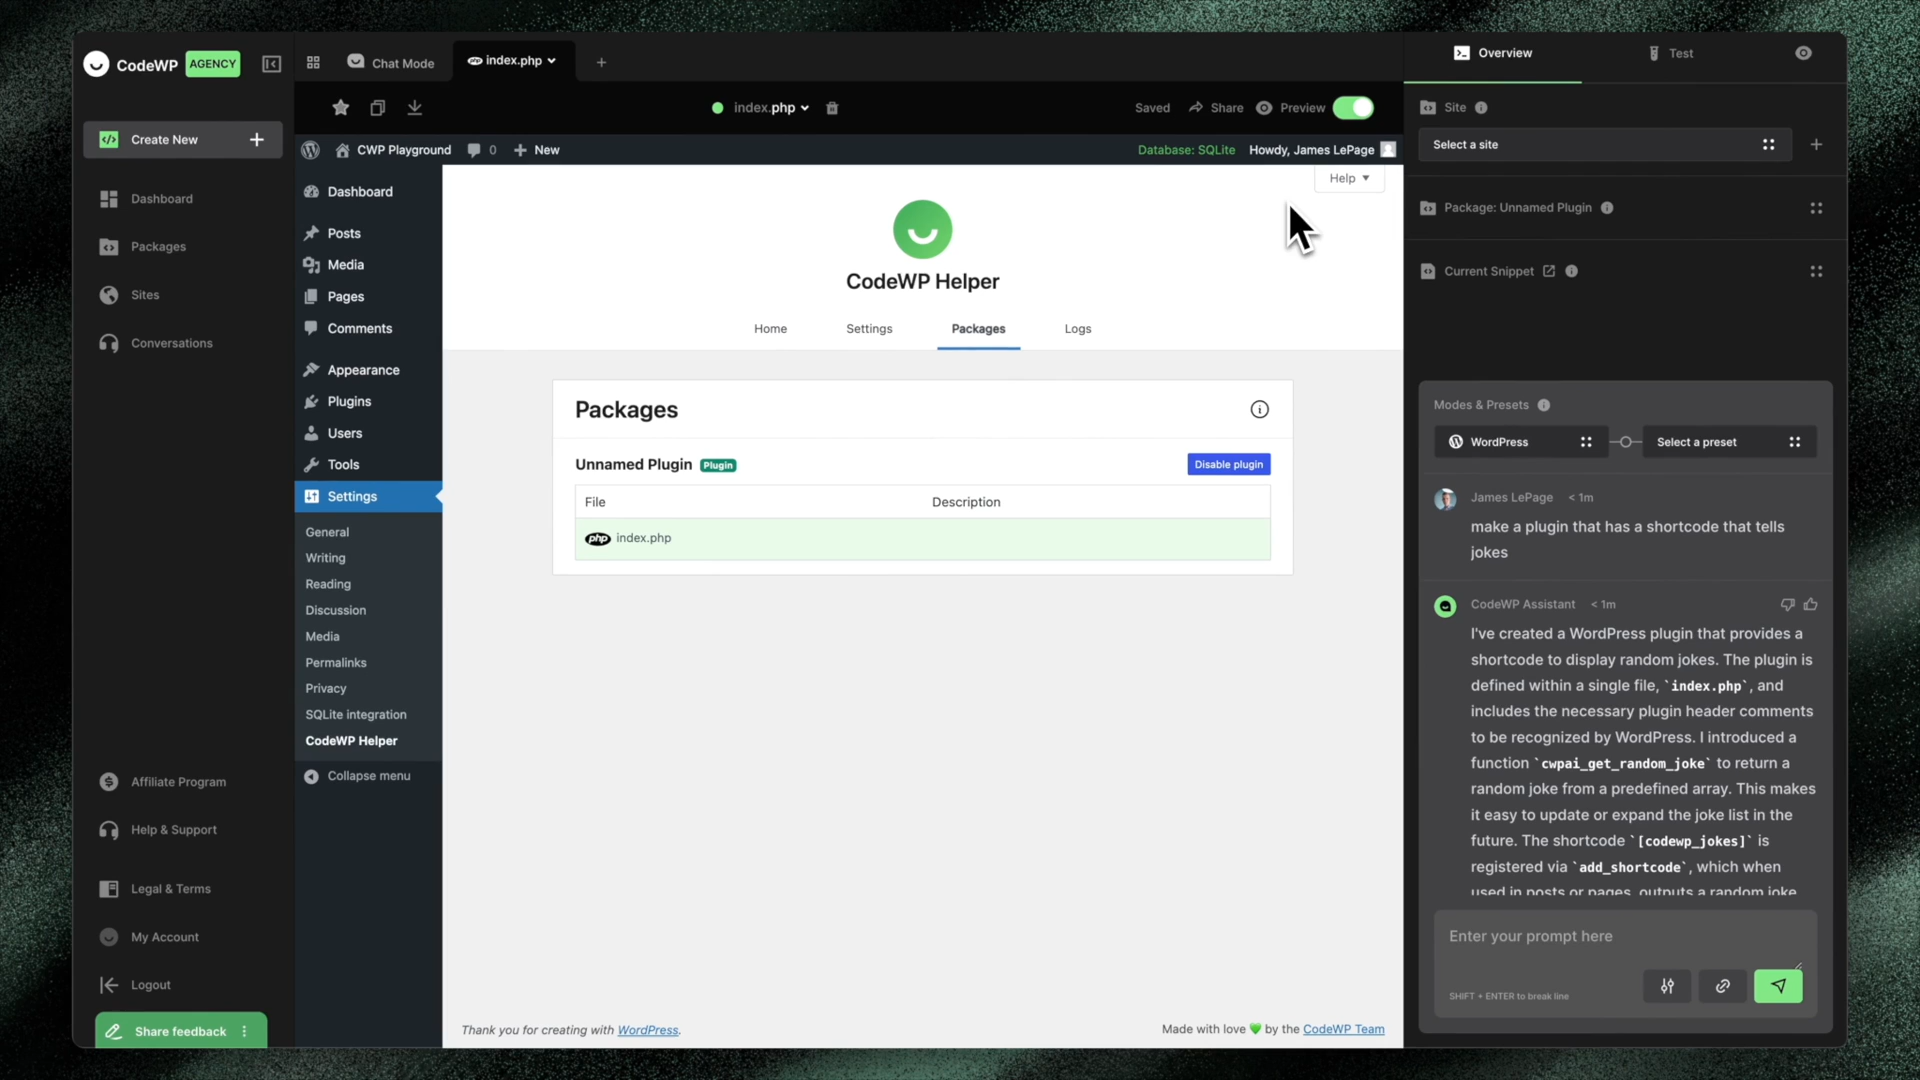 CodeWP AGENCY
Create New
Dashboard
Packages
Sites
Conversations
Affiliate Program
Help & Support
Legal & Terms
My Account
Logout
Share feedback
Chat Mode
php index.php
index.php
Saved
Share
Preview
CWP Playground
0
New
Database: SQLite
Howdy, James LePage
Dashboard
Posts
Media
Pages
Comments
Appearance
Plugins
Users
Tools
Settings
General
Writing
Reading
Discussion
Media
Permalinks
Privacy
SQLite integration
CodeWP Helper
Collapse menu
Help
CodeWP Helper
Home
Settings
Packages
Logs
Packages
Unnamed Plugin Plugin
Disable plugin
File
Description
php index.php
Thank you for creating with WordPress.
Made with love 💚 by the CodeWP Team
Overview
Test
Site
Select a site
Package: Unnamed Plugin
Current Snippet
Modes & Presets
WordPress
Select a preset
James LePage < 1m
make a plugin that has a shortcode that tells
jokes
CodeWP Assistant < 1m
I've created a WordPress plugin that provides a
shortcode to display random jokes. The plugin is
defined within a single file, `index.php`, and
includes the necessary plugin header comments
to be recognized by WordPress. I introduced a
function `cwpai_get_random_joke` to return a
random joke from a predefined array. This makes
it easy to update or expand the joke list in the
future. The shortcode `[codewp_jokes]` is
registered via `add_shortcode`, which when
used in posts or pages, outputs a random joke
Enter your prompt here
SHIFT + ENTER to break line